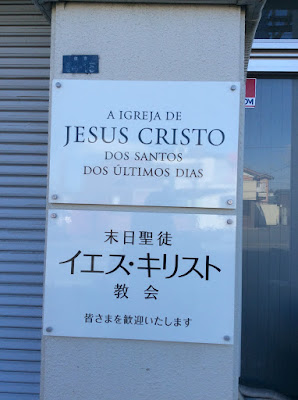 A IGREJA DE
JESUS CRISTO
DOS SANTOS
DOS ÚLTIMOS DIAS
末日聖徒
イエス・キリスト
教会
皆さまを歓迎いたします